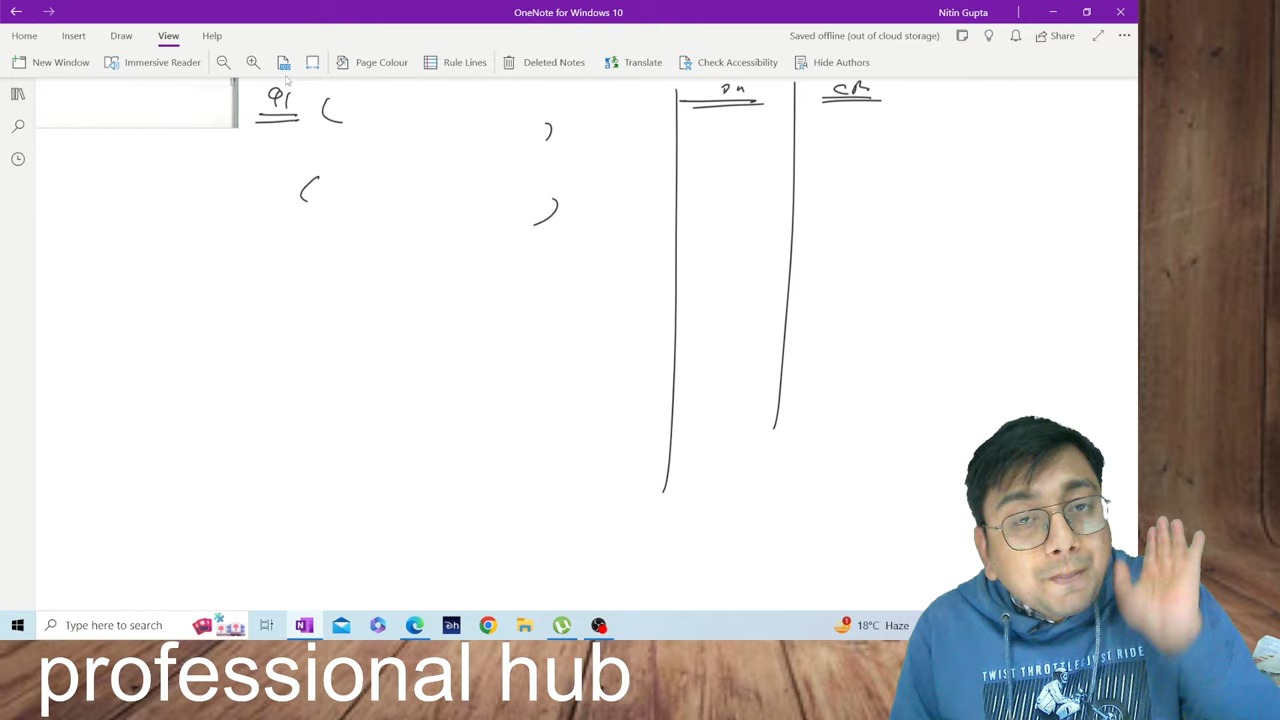 OneNote for Windows 10
Nitin Gupta
Home Insert Draw View Help
Saved offline (out of cloud storage)
Share
New Window
Immersive Reader
Page Colour
Rule Lines
Deleted Notes
Translate
Check Accessibility
Hide Authors
CR
Type here to search
18°C Haze
TWIST THROTTLE JUST RIDE
professional hub